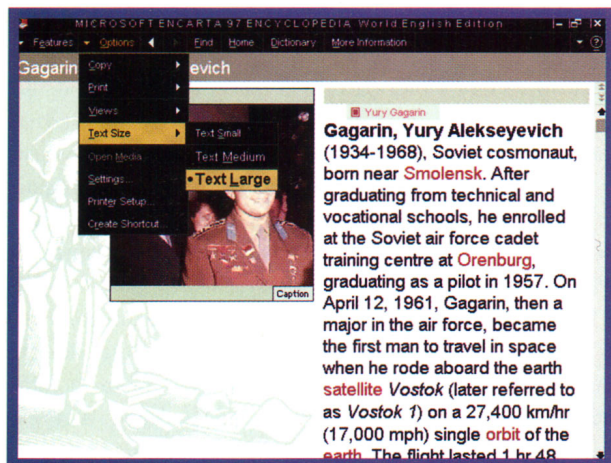 MICROSOFT ENCARTA 97 ENCYCLOPEDIA World English Edition
Features Options Find Home Dictionary More Information
Gagarin evich
Copy
Print
Views
Text Size
Open Media
Settings...
Printer Setup...
Create Shortcut...
Text Small
Text Medium
Text Large
Caption
Yury Gagarin
Gagarin, Yury Alekseyevich
(1934-1968), Soviet cosmonaut,
born near Smolensk. After
graduating from technical and
vocational schools, he enrolled
at the Soviet air force cadet
training centre at Orenburg,
graduating as a pilot in 1957. On
April 12, 1961, Gagarin, then a
major in the air force, became
the first man to travel in space
when he rode aboard the earth
satellite Vostok (later referred to
as Vostok 1) on a 27,400 km/hr
(17,000 mph) single orbit of the
earth. The flight lasted 1 hr 48